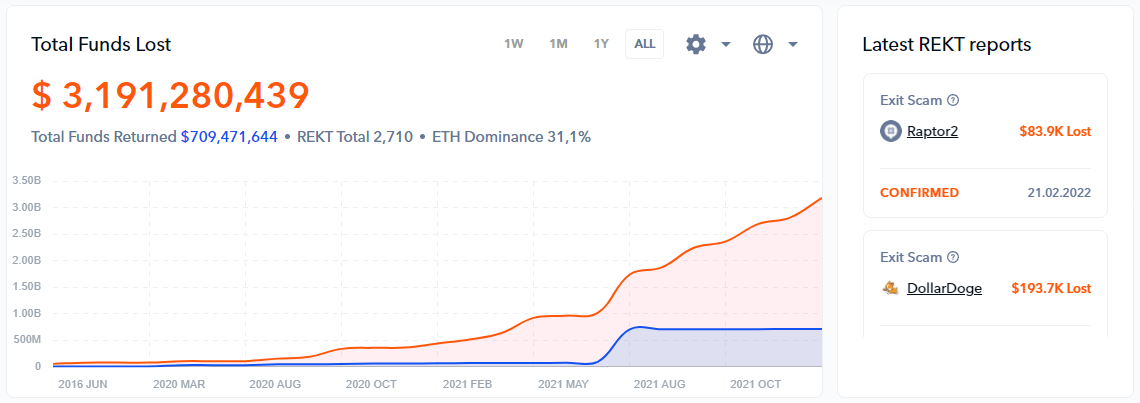 Total Funds Lost
1W 1M 1Y ALL
$ 3,191,280,439
Total Funds Returned $709,471,644 • REKT Total 2,710 • ETH Dominance 31,1%
3.50B
3.00B
2.50B
2.00B
1.50B
1.00B
500M
0
2016 JUN 2020 MAR 2020 AUG 2020 OCT 2021 FEB 2021 MAY 2021 AUG 2021 OCT
Latest REKT reports
Exit Scam ?
Raptor2 $83.9K Lost
CONFIRMED 21.02.2022
Exit Scam ?
DollarDoge $193.7K Lost